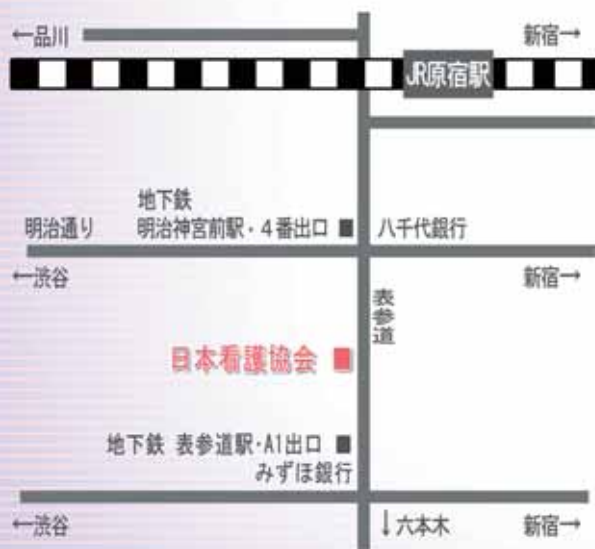 ←品川
新宿→
JR原宿駅
地下鉄
明治通り
明治神宮前駅・4番出口 ■
八千代銀行
←渋谷
新宿→
表参道
日本看護協会 ■
地下鉄 表参道駅・A1出口 ■
みずほ銀行
←渋谷
↓六本木
新宿→